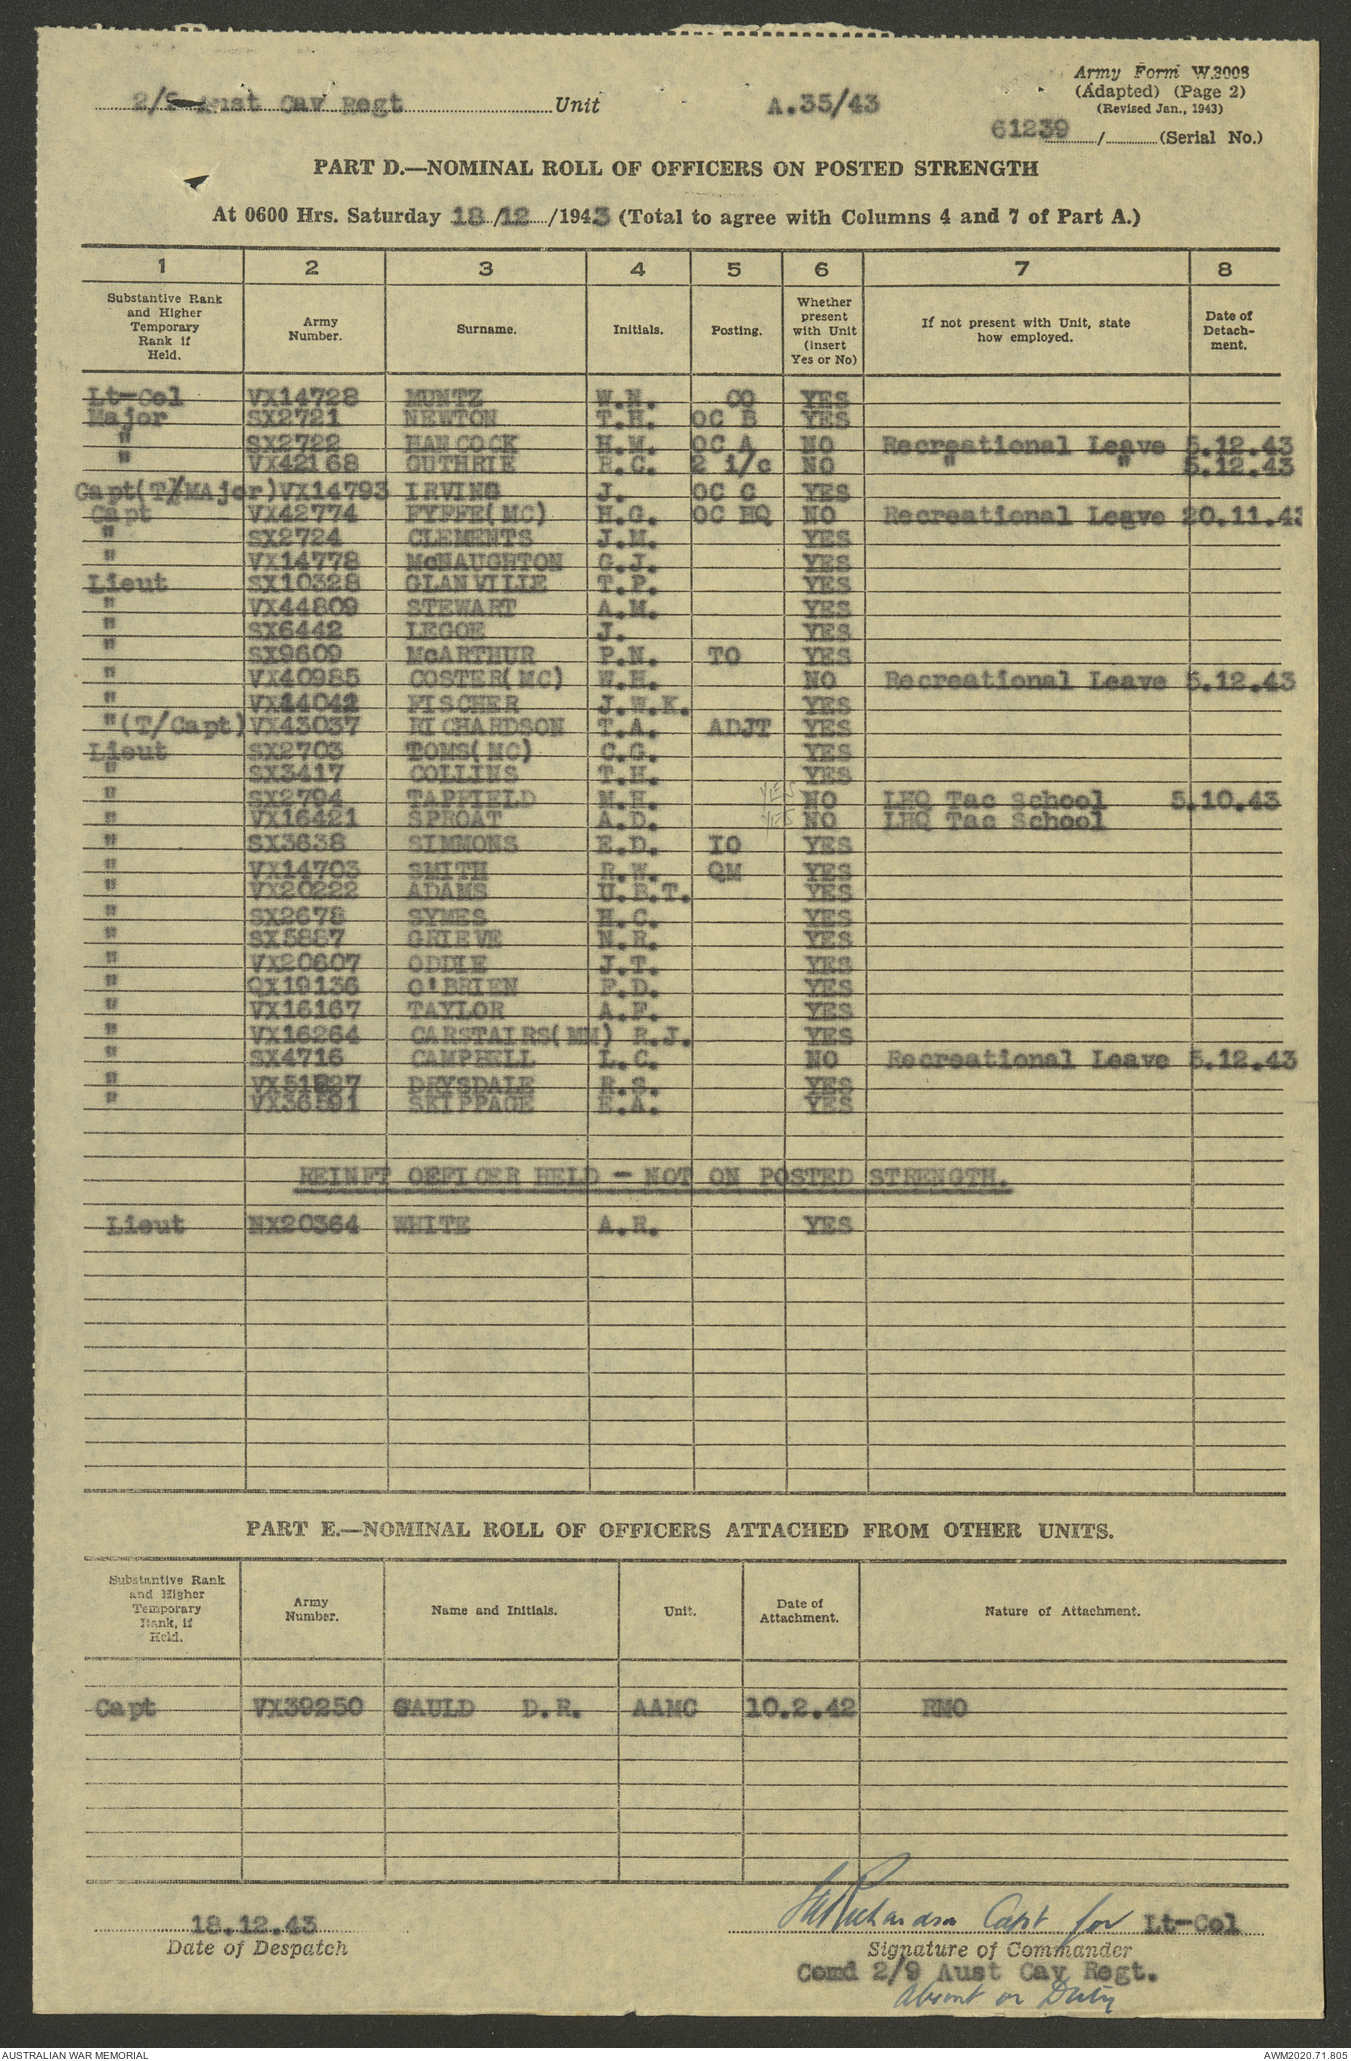 Army Form W.3008
(Adapted) (Page 2)
(Revised Jan., 1943)
2/9 Aust Cav Regt Unit A.35/43
61239 / (Serial No.)
PART D.—NOMINAL ROLL OF OFFICERS ON POSTED STRENGTH
At 0600 Hrs. Saturday 18/12/1943 (Total to agree with Columns 4 and 7 of Part A.)
1 2 3 4 5 6 7 8
Substantive Rank and Higher Temporary Rank if Held. Army Number. Surname. Initials. Posting. Whether present with Unit (insert Yes or No) If not present with Unit, state how employed. Date of Detach-ment.
Lt-Col VX14728 MUNTZ W.N. CO YES
Major SX2721 NEWTON T.H. OC B YES
" SX2722 HANCOCK H.M. OC A NO Recreational Leave 5.12.43
" VX42168 GUTHRIE R.C. 2 i/c NO " " 5.12.43
Capt(T/MAjor) VX14793 IRVING J. OC C YES
Capt VX42774 FYFFE(MC) H.G. OC HQ NO Recreational Leave 20.11.43
" SX2724 CLEMENTS J.M. YES
" VX14778 McNAUGHTON G.J. YES
Lieut SX10328 GLANVILLE T.P. YES
" VX44809 STEWART A.M. YES
" SX6442 LEGOE J. YES
" SX9609 McARTHUR P.N. TO YES
" VX40985 COSTER(MC) W.H. NO Recreational Leave 5.12.43
" FISCHER J.W.K. YES
"(T/Capt) VX43037 RICHARDSON T.A. ADJT YES
Lieut SX2703 TOMS(MC) C.G. YES
" SX3417 COLLINS T.H. YES
" SX2794 TAPFIELD M.H. YES NO LHQ Tac School 5.10.43
" VX16421 SPROAT A.D. YES NO LHQ Tac School
" SX3638 SIMMONS E.D. IO YES
" VX14703 SMITH R.W. QM YES
" VX20222 ADAMS U.B.T. YES
" SX2678 SYMES H.C. YES
" SX5887 GRIEVE N.R. YES
" VX20607 ODDIE J.T. YES
" QX19136 O'BRIEN F.D. YES
" VX16167 TAYLOR A.F. YES
" VX16264 CARSTAIRS(MM) R.J. YES
" SX4716 CAMPBELL L.C. NO Recreational Leave 5.12.43
" DRYSDALE R.S. YES
" VX36591 SKIPPAGE E.A. YES
REINFT OFFICER HELD - NOT ON POSTED STRENGTH.
Lieut NX20364 WHITE A.R. YES
PART E.—NOMINAL ROLL OF OFFICERS ATTACHED FROM OTHER UNITS.
Substantive Rank and Higher Temporary Rank, if Held. Army Number. Name and Initials. Unit. Date of Attachment. Nature of Attachment.
Capt VX39250 GAULD D.R. AAMC 10.2.42 RMO
18.12.43
Date of Despatch
Richardson Capt for Lt-Col
Signature of Commander
Comd 2/9 Aust Cav Regt.
Absent on Duty
AUSTRALIAN WAR MEMORIAL AWM2020.71.805